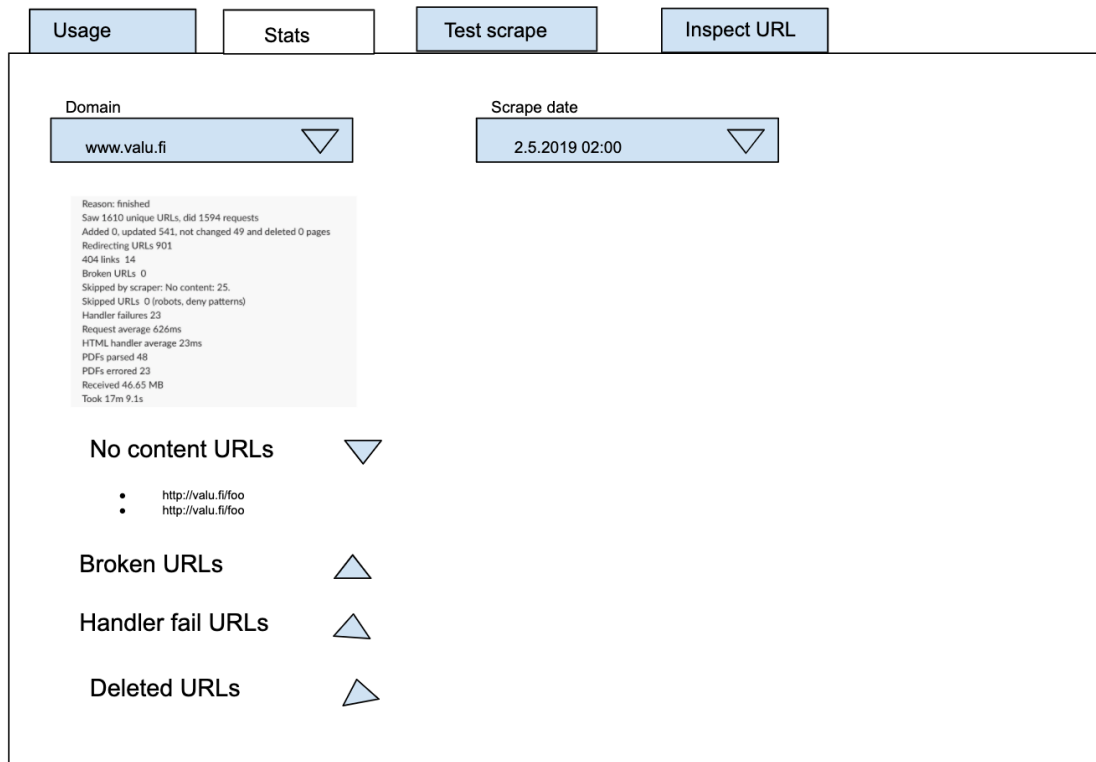 Usage
Stats
Test scrape
Inspect URL
Domain
Scrape date
www.valu.fi
2.5.2019 02:00
Reason: finished
Saw 1610 unique URLs, did 1594 requests
Added 0, updated 541, not changed 49 and deleted 0 pages
Redirecting URLs 901
404 links 14
Broken URLs 0
Skipped by scraper: No content: 25.
Skipped URLs 0 (robots, deny patterns)
Handler failures 23
Request average 626ms
HTML handler average 23ms
PDFs parsed 48
PDFs errored 23
Received 46.65 MB
Took 17m 9.1s
No content URLs
● http://valu.fi/foo
● http://valu.fi/foo
Broken URLs
Handler fail URLs
Deleted URLs